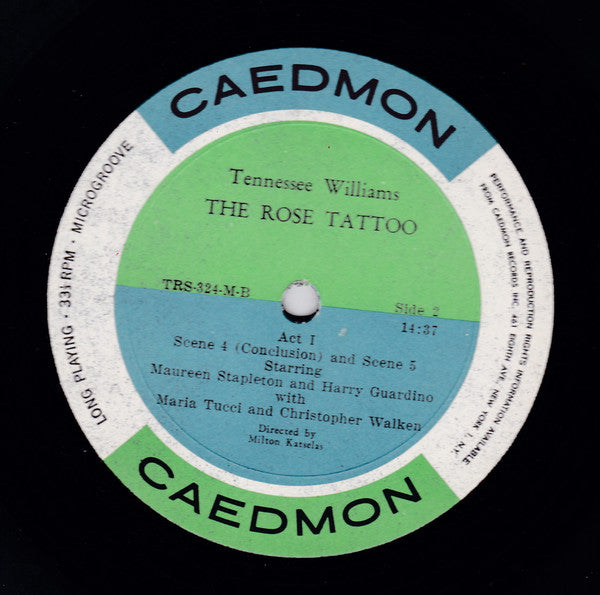 CAEDMON
Tennessee Williams
THE ROSE TATTOO
TRS-324-M-B
Side 2
14:37
Act I
Scene 4 (Conclusion) and Scene 5
Starring
Maureen Stapleton and Harry Guardino
with
Maria Tucci and Christopher Walken
Directed by
Milton Katselas
LONG PLAYING · 33⅓ RPM · MICROGROOVE
PERFORMANCE AND REPRODUCTION RIGHTS INFORMATION AVAILABLE
FROM CAEDMON RECORDS INC. 461 EIGHTH AVE. NEW YORK 1, N.Y.
CAEDMON